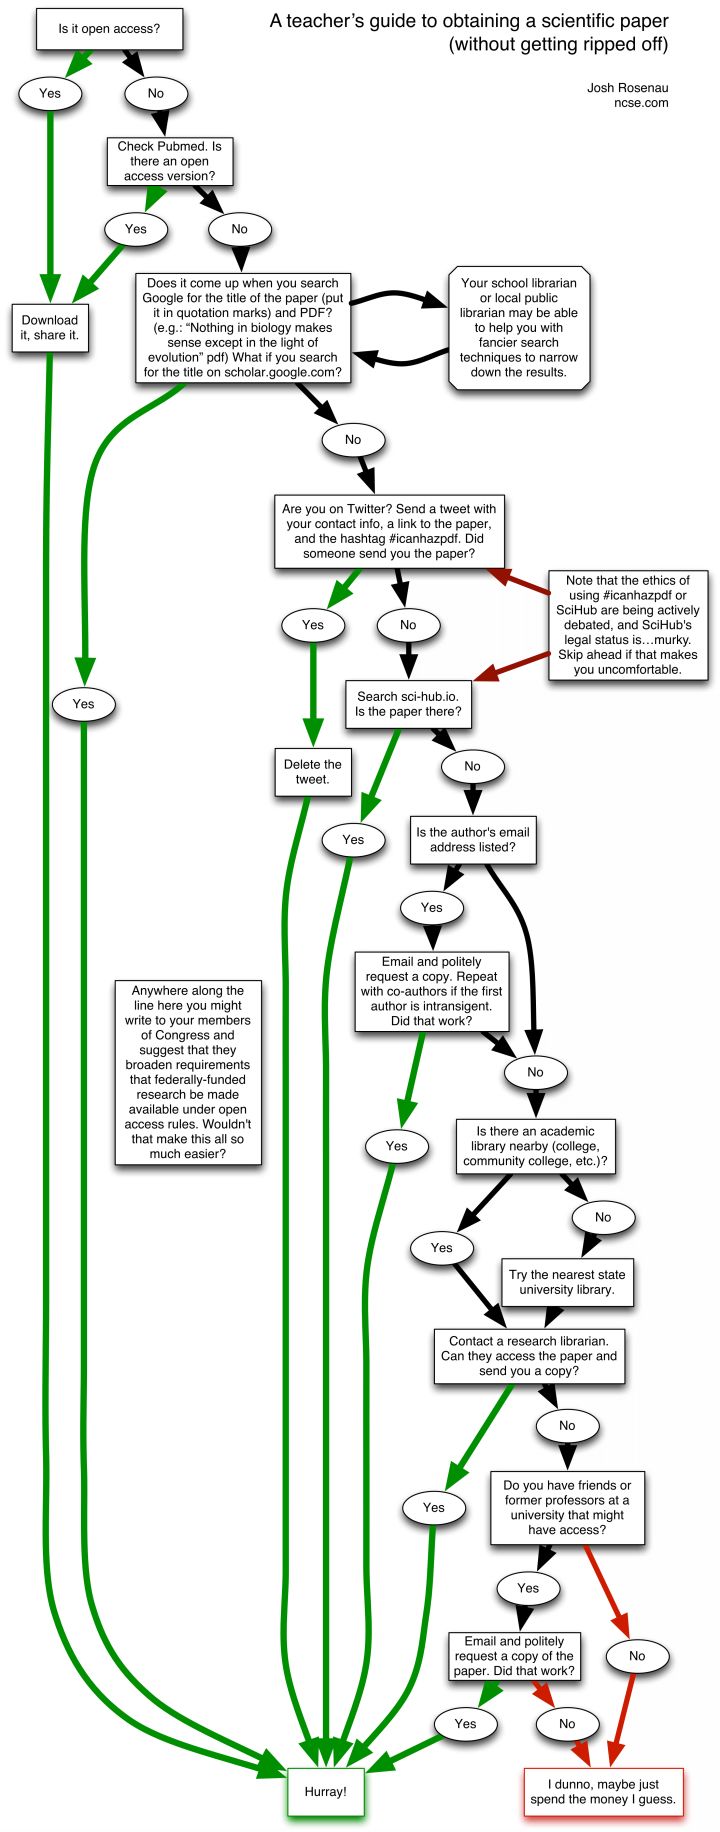 A teacher's guide to obtaining a scientific paper
(without getting ripped off)
Josh Rosenau
ncse.com
Is it open access?
Yes
No
Check Pubmed. Is
there an open
access version?
Yes
No
Download
it, share it.
Does it come up when you search
Google for the title of the paper (put
it in quotation marks) and PDF?
(e.g.: “Nothing in biology makes
sense except in the light of
evolution” pdf) What if you search
for the title on scholar.google.com?
Your school librarian
or local public
librarian may be able
to help you with
fancier search
techniques to narrow
down the results.
No
Are you on Twitter? Send a tweet with
your contact info, a link to the paper,
and the hashtag #icanhazpdf. Did
someone send you the paper?
Note that the ethics of
using #icanhazpdf or
SciHub are being actively
debated, and SciHub's
legal status is…murky.
Skip ahead if that makes
you uncomfortable.
Yes
No
Yes
Search sci-hub.io.
Is the paper there?
Delete the
tweet.
No
Yes
Is the author's email
address listed?
Yes
Email and politely
request a copy. Repeat
with co-authors if the first
author is intransigent.
Did that work?
Anywhere along the
line here you might
write to your members
of Congress and
suggest that they
broaden requirements
that federally-funded
research be made
available under open
access rules. Wouldn't
that make this all so
much easier?
No
Yes
Is there an academic
library nearby (college,
community college, etc.)?
No
Yes
Try the nearest state
university library.
Contact a research librarian.
Can they access the paper and
send you a copy?
No
Yes
Do you have friends or
former professors at a
university that might
have access?
Yes
No
Email and politely
request a copy of the
paper. Did that work?
Yes
No
Hurray!
I dunno, maybe just
spend the money I guess.